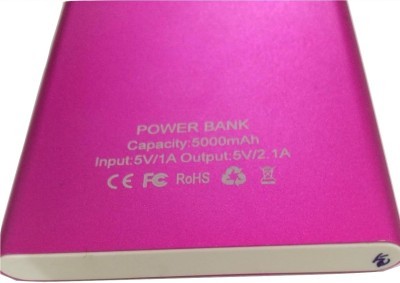 POWER BANK
Capacity:5000mAh
Input:5V/1A Output:5V/2.1A
CE FC RoHS